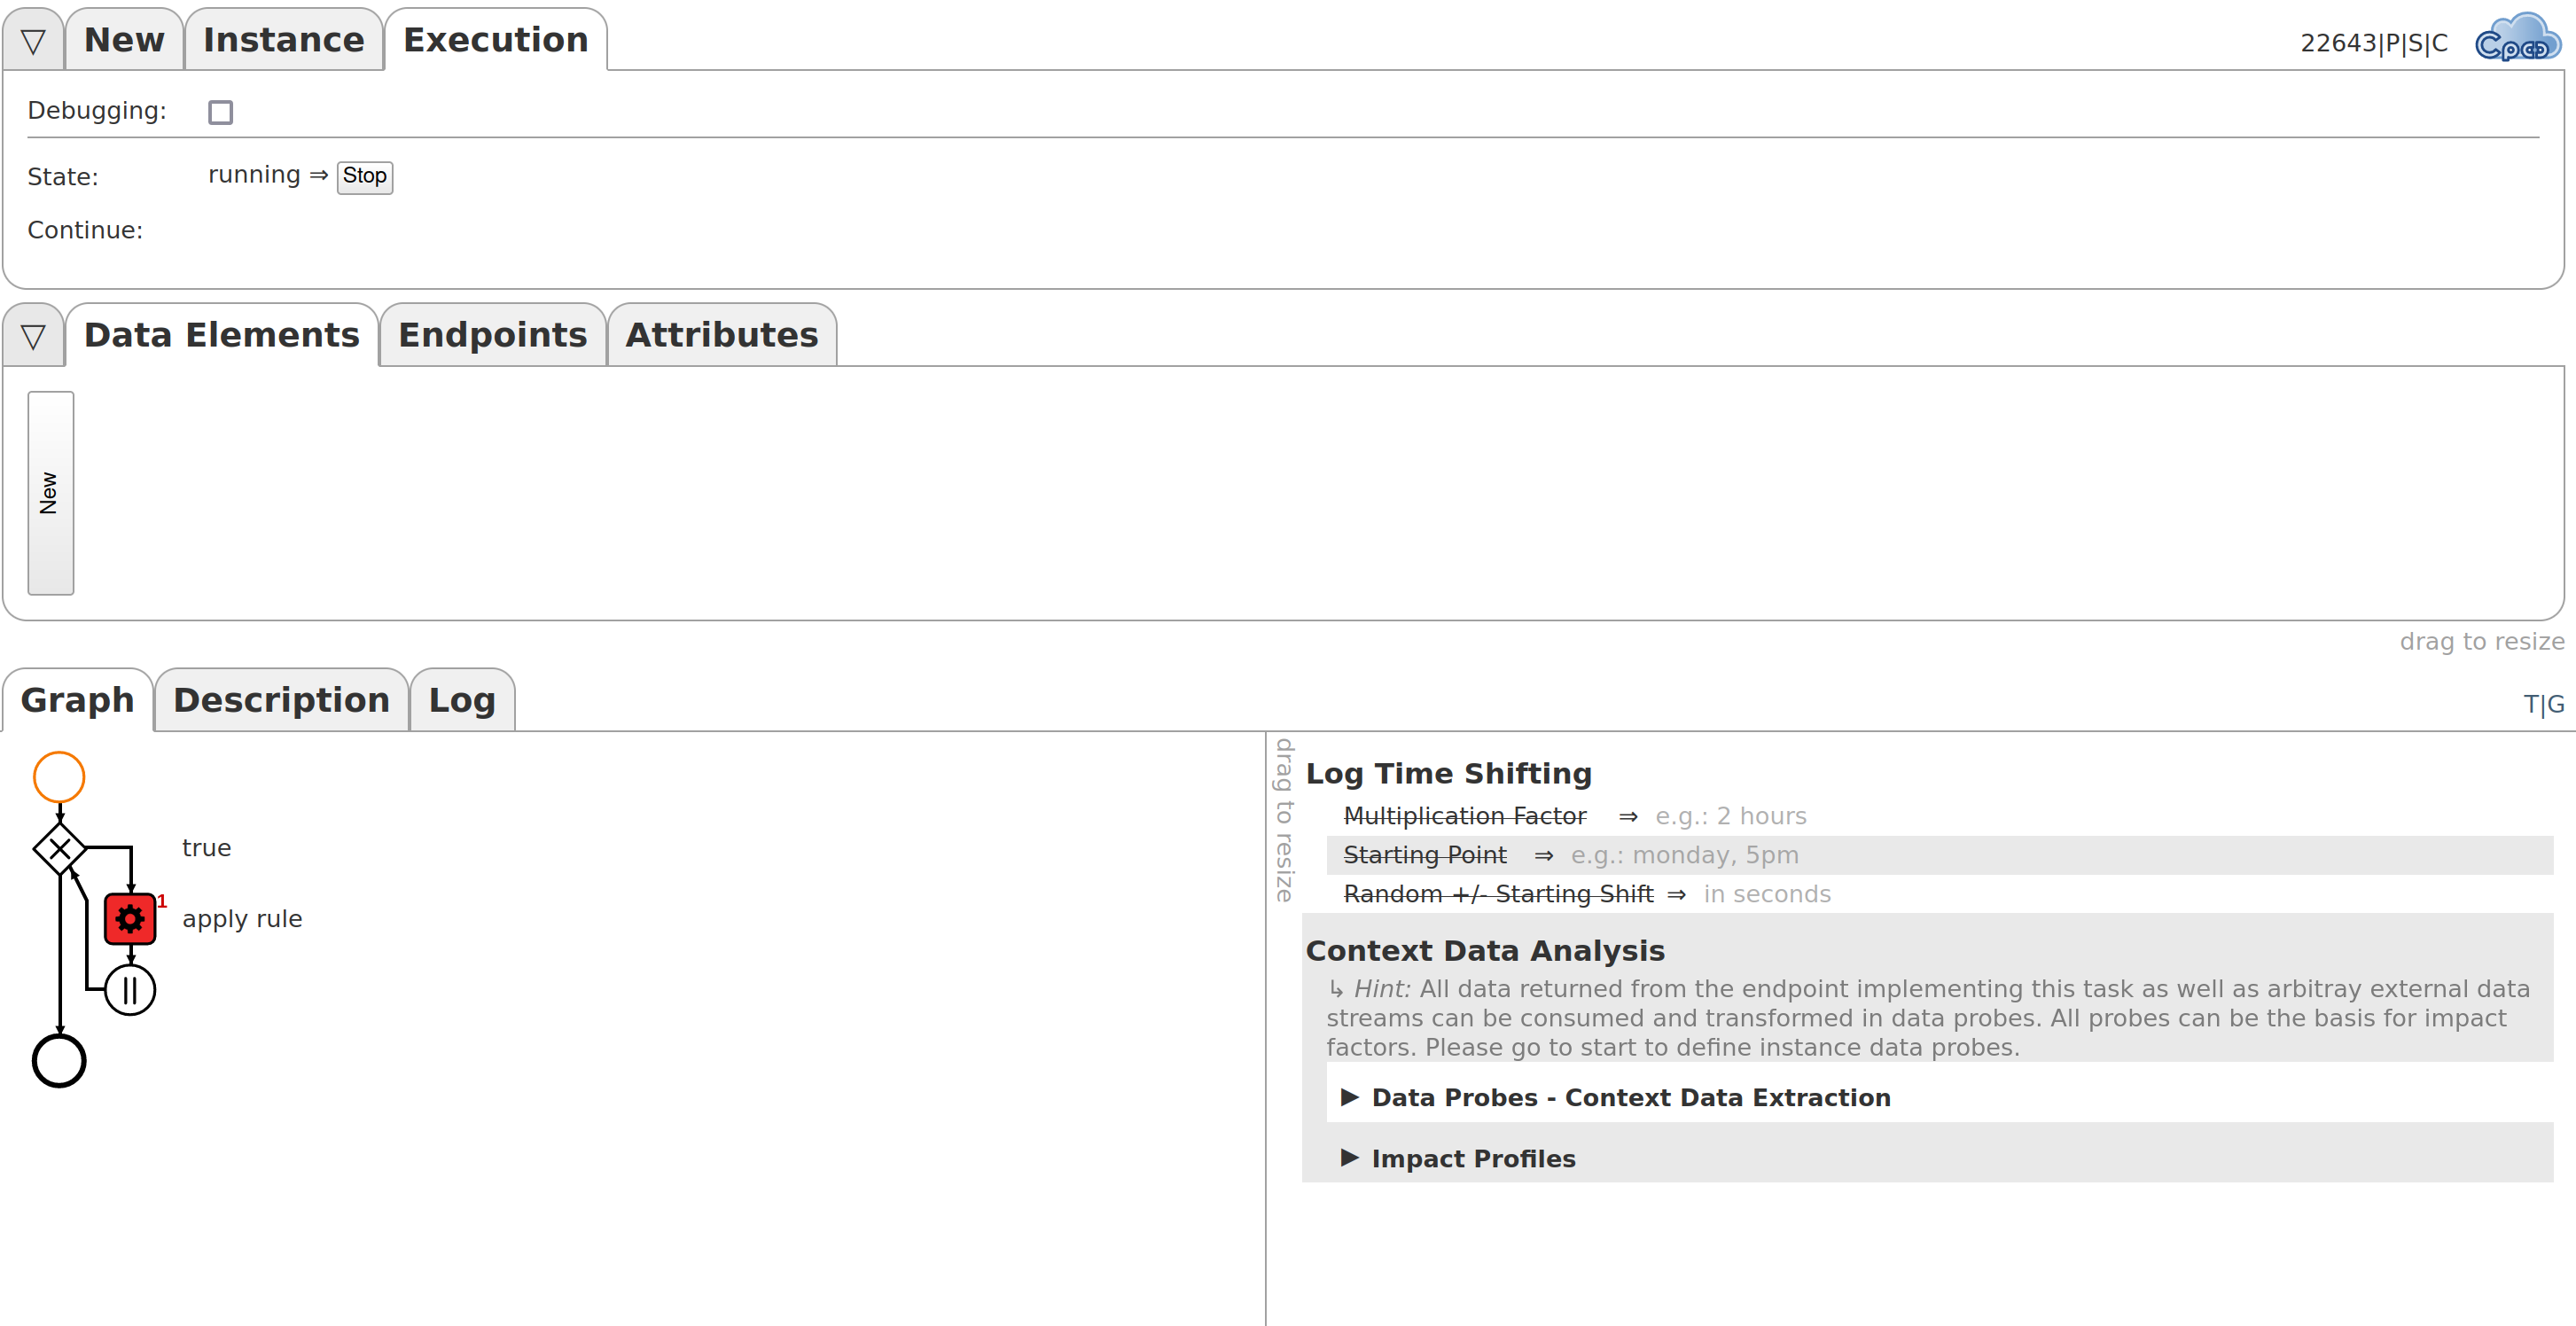 ▽ New Instance Execution 22643|P|S|C Cpee
Debugging:
State: running ⇒ Stop
Continue:
▽ Data Elements Endpoints Attributes
New
drag to resize
Graph Description Log T|G
true
1
apply rule
drag to resize
Log Time Shifting
Multiplication Factor ⇒ e.g.: 2 hours
Starting Point ⇒ e.g.: monday, 5pm
Random +/- Starting Shift ⇒ in seconds
Context Data Analysis
↳ Hint: All data returned from the endpoint implementing this task as well as arbitray external data
streams can be consumed and transformed in data probes. All probes can be the basis for impact
factors. Please go to start to define instance data probes.
▶ Data Probes - Context Data Extraction
▶ Impact Profiles